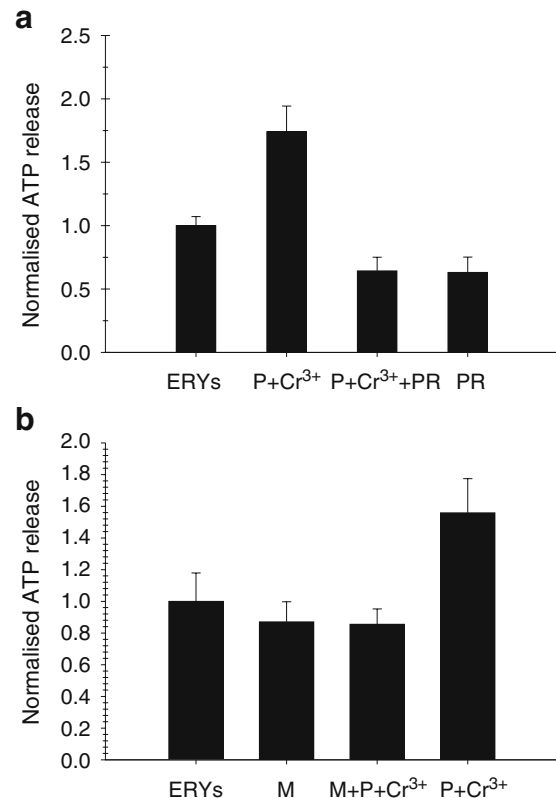 a
Normalised ATP release
2.5
2.0
1.5
1.0
0.5
0.0
ERYs P+Cr³⁺ P+Cr³⁺+PR PR
b
Normalised ATP release
2.0
1.8
1.6
1.4
1.2
1.0
0.8
0.6
0.4
0.2
0.0
ERYs M M+P+Cr³⁺ P+Cr³⁺